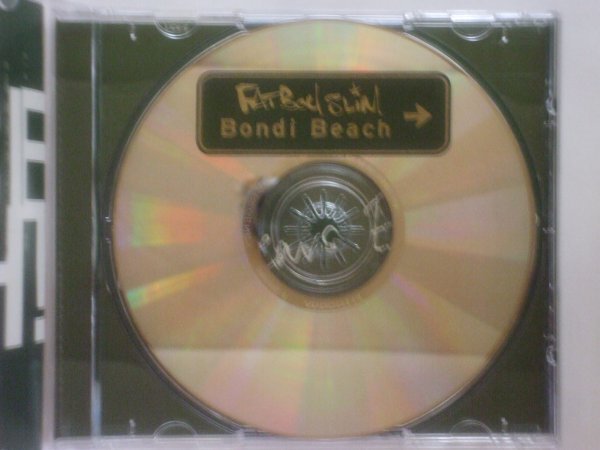 FATBOY SLIM
Bondi Beach →